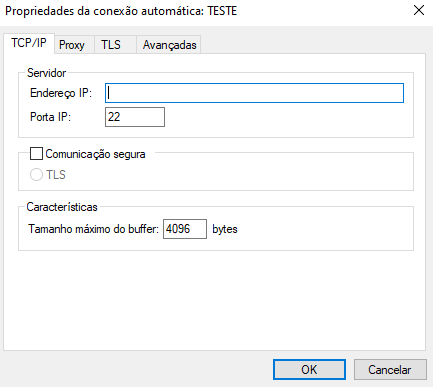 Propriedades da conexão automática: TESTE
TCP/IP Proxy TLS Avançadas
Servidor
Endereço IP:
Porta IP: 22
Comunicação segura
TLS
Características
Tamanho máximo do buffer: 4096 bytes
OK Cancelar